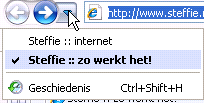 http://www.steffie.
Steffie :: internet
Steffie :: zo werkt het!
Geschiedenis Ctrl+Shift+H